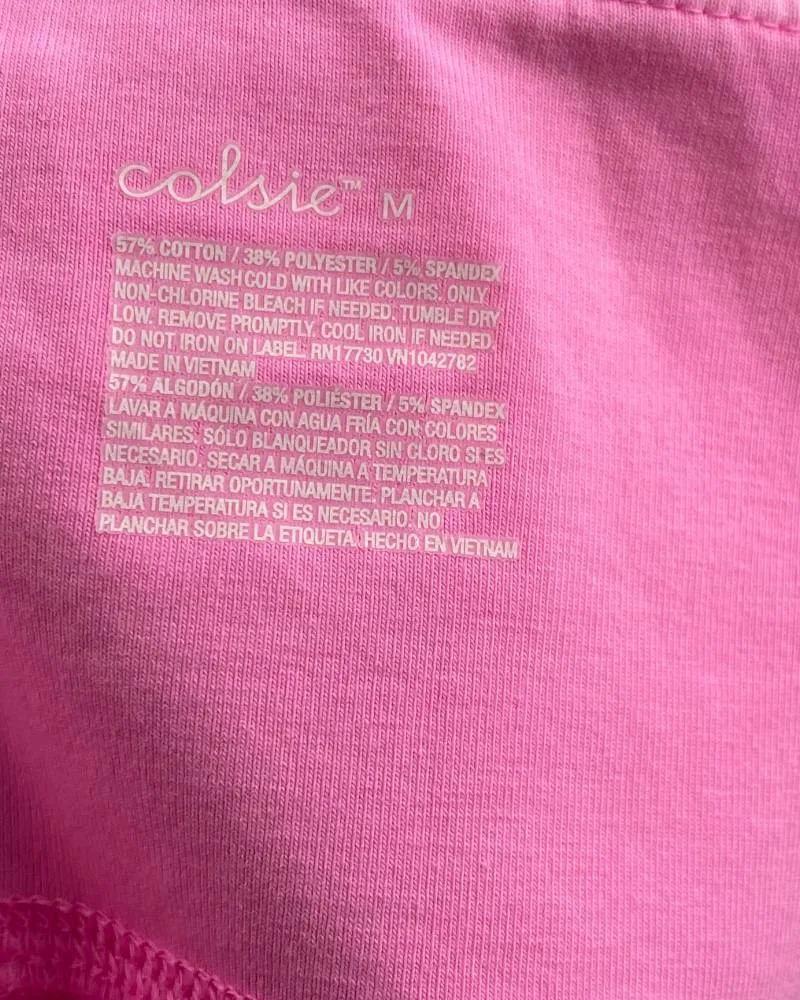 colsie™ M
57% COTTON / 38% POLYESTER / 5% SPANDEX
MACHINE WASH COLD WITH LIKE COLORS. ONLY
NON-CHLORINE BLEACH IF NEEDED. TUMBLE DRY
LOW. REMOVE PROMPTLY. COOL IRON IF NEEDED.
DO NOT IRON ON LABEL. RN17730 VN1042782
MADE IN VIETNAM
57% ALGODÓN / 38% POLIÉSTER / 5% SPANDEX
LAVAR A MÁQUINA CON AGUA FRÍA CON COLORES
SIMILARES. SÓLO BLANQUEADOR SIN CLORO SI ES
NECESARIO. SECAR A MÁQUINA A TEMPERATURA
BAJA. RETIRAR OPORTUNAMENTE. PLANCHAR A
BAJA TEMPERATURA SI ES NECESARIO. NO
PLANCHAR SOBRE LA ETIQUETA. HECHO EN VIETNAM